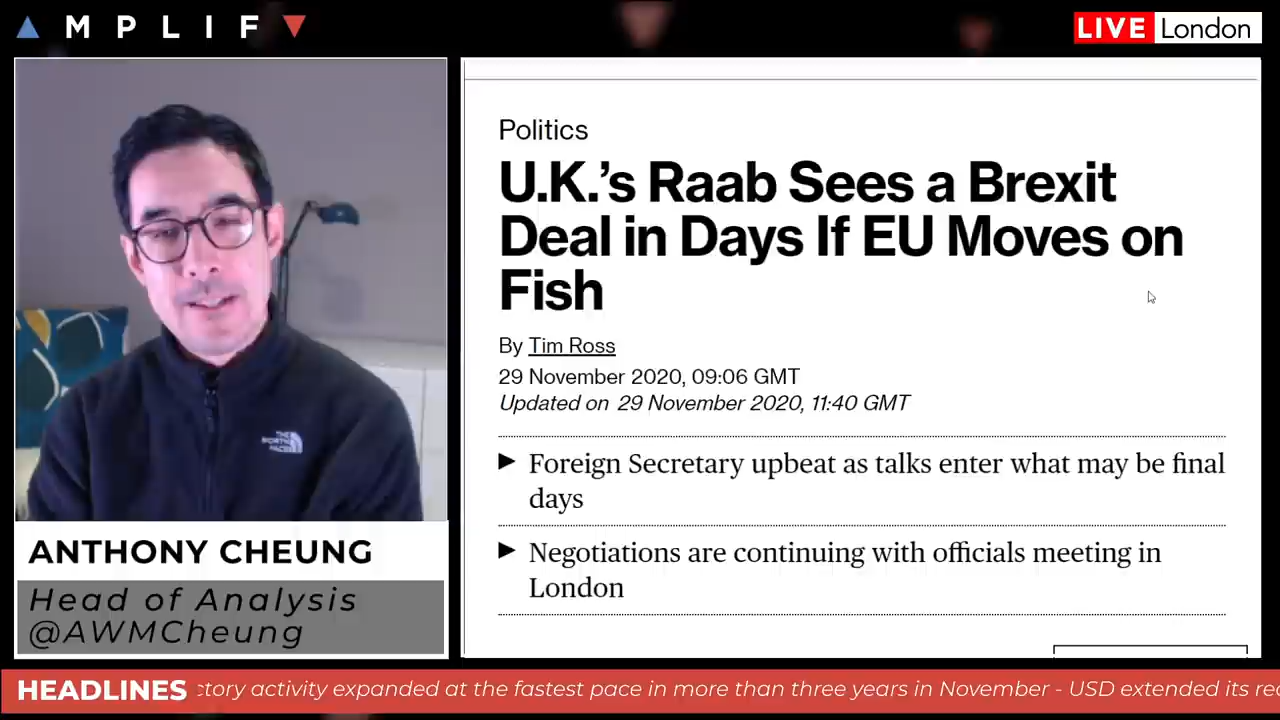 AMPLIFY
LIVE London
Politics
U.K.’s Raab Sees a Brexit
Deal in Days If EU Moves on
Fish
By Tim Ross
29 November 2020, 09:06 GMT
Updated on 29 November 2020, 11:40 GMT
Foreign Secretary upbeat as talks enter what may be final
days
Negotiations are continuing with officials meeting in
London
THE NORTH FACE
ANTHONY CHEUNG
Head of Analysis
@AWMCheung
HEADLINES ctory activity expanded at the fastest pace in more than three years in November - USD extended its rec